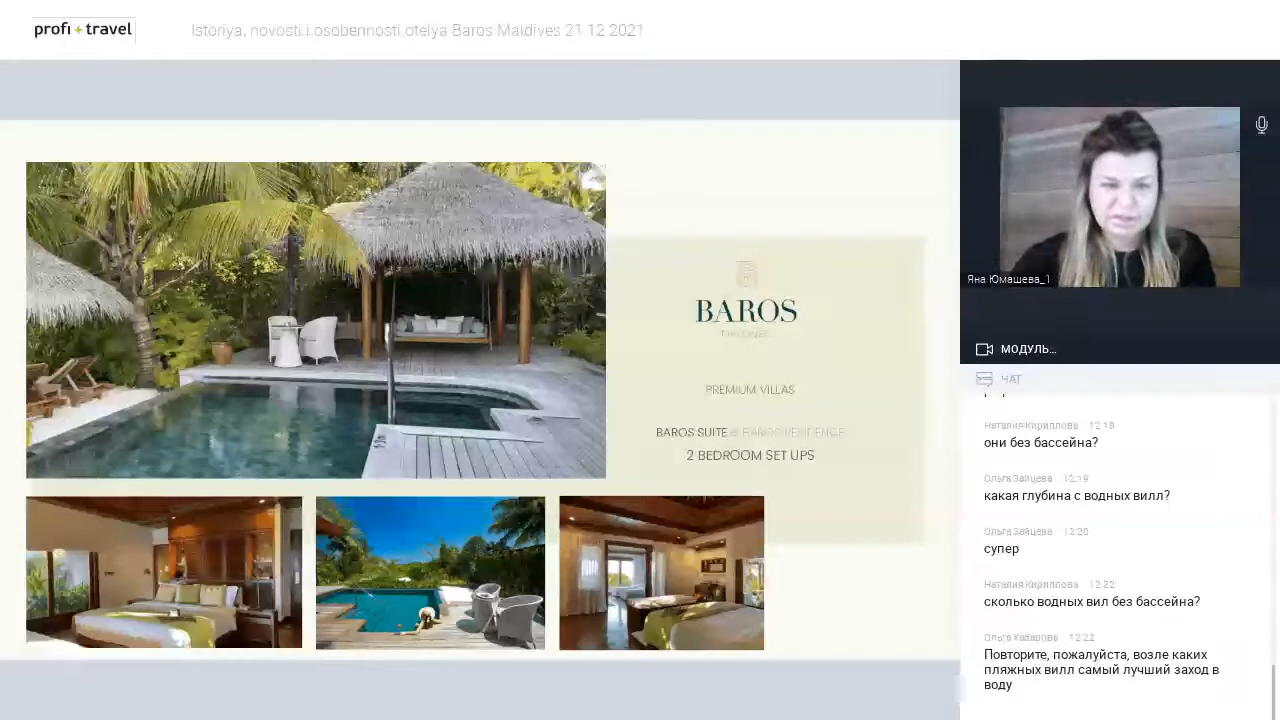 profi travel
Istoriya, novosti i osobennosti otelya Baros Maldives 21 12 2021
BAROS
MALDIVES
PREMIUM VILLAS
BAROS SUITE & BAROS RESIDENCE
2 BEDROOM SET UPS
Яна Юмашева_1
МОДУЛЬ...
ЧАТ
Наталия Кириллова 12:18
они без бассейна?
Ольга Зайцева 12:19
какая глубина с водных вилл?
Ольга Зайцева 12:20
супер
Наталия Кириллова 12:22
сколько водных вил без бассейна?
Ольга 12:22
Повторите, пожалуйста, возле каких
пляжных вилл самый лучший заход в
воду